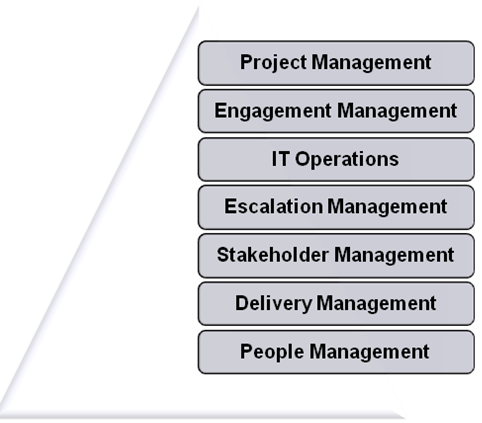 Project Management
Engagement Management
IT Operations
Escalation Management
Stakeholder Management
Delivery Management
People Management